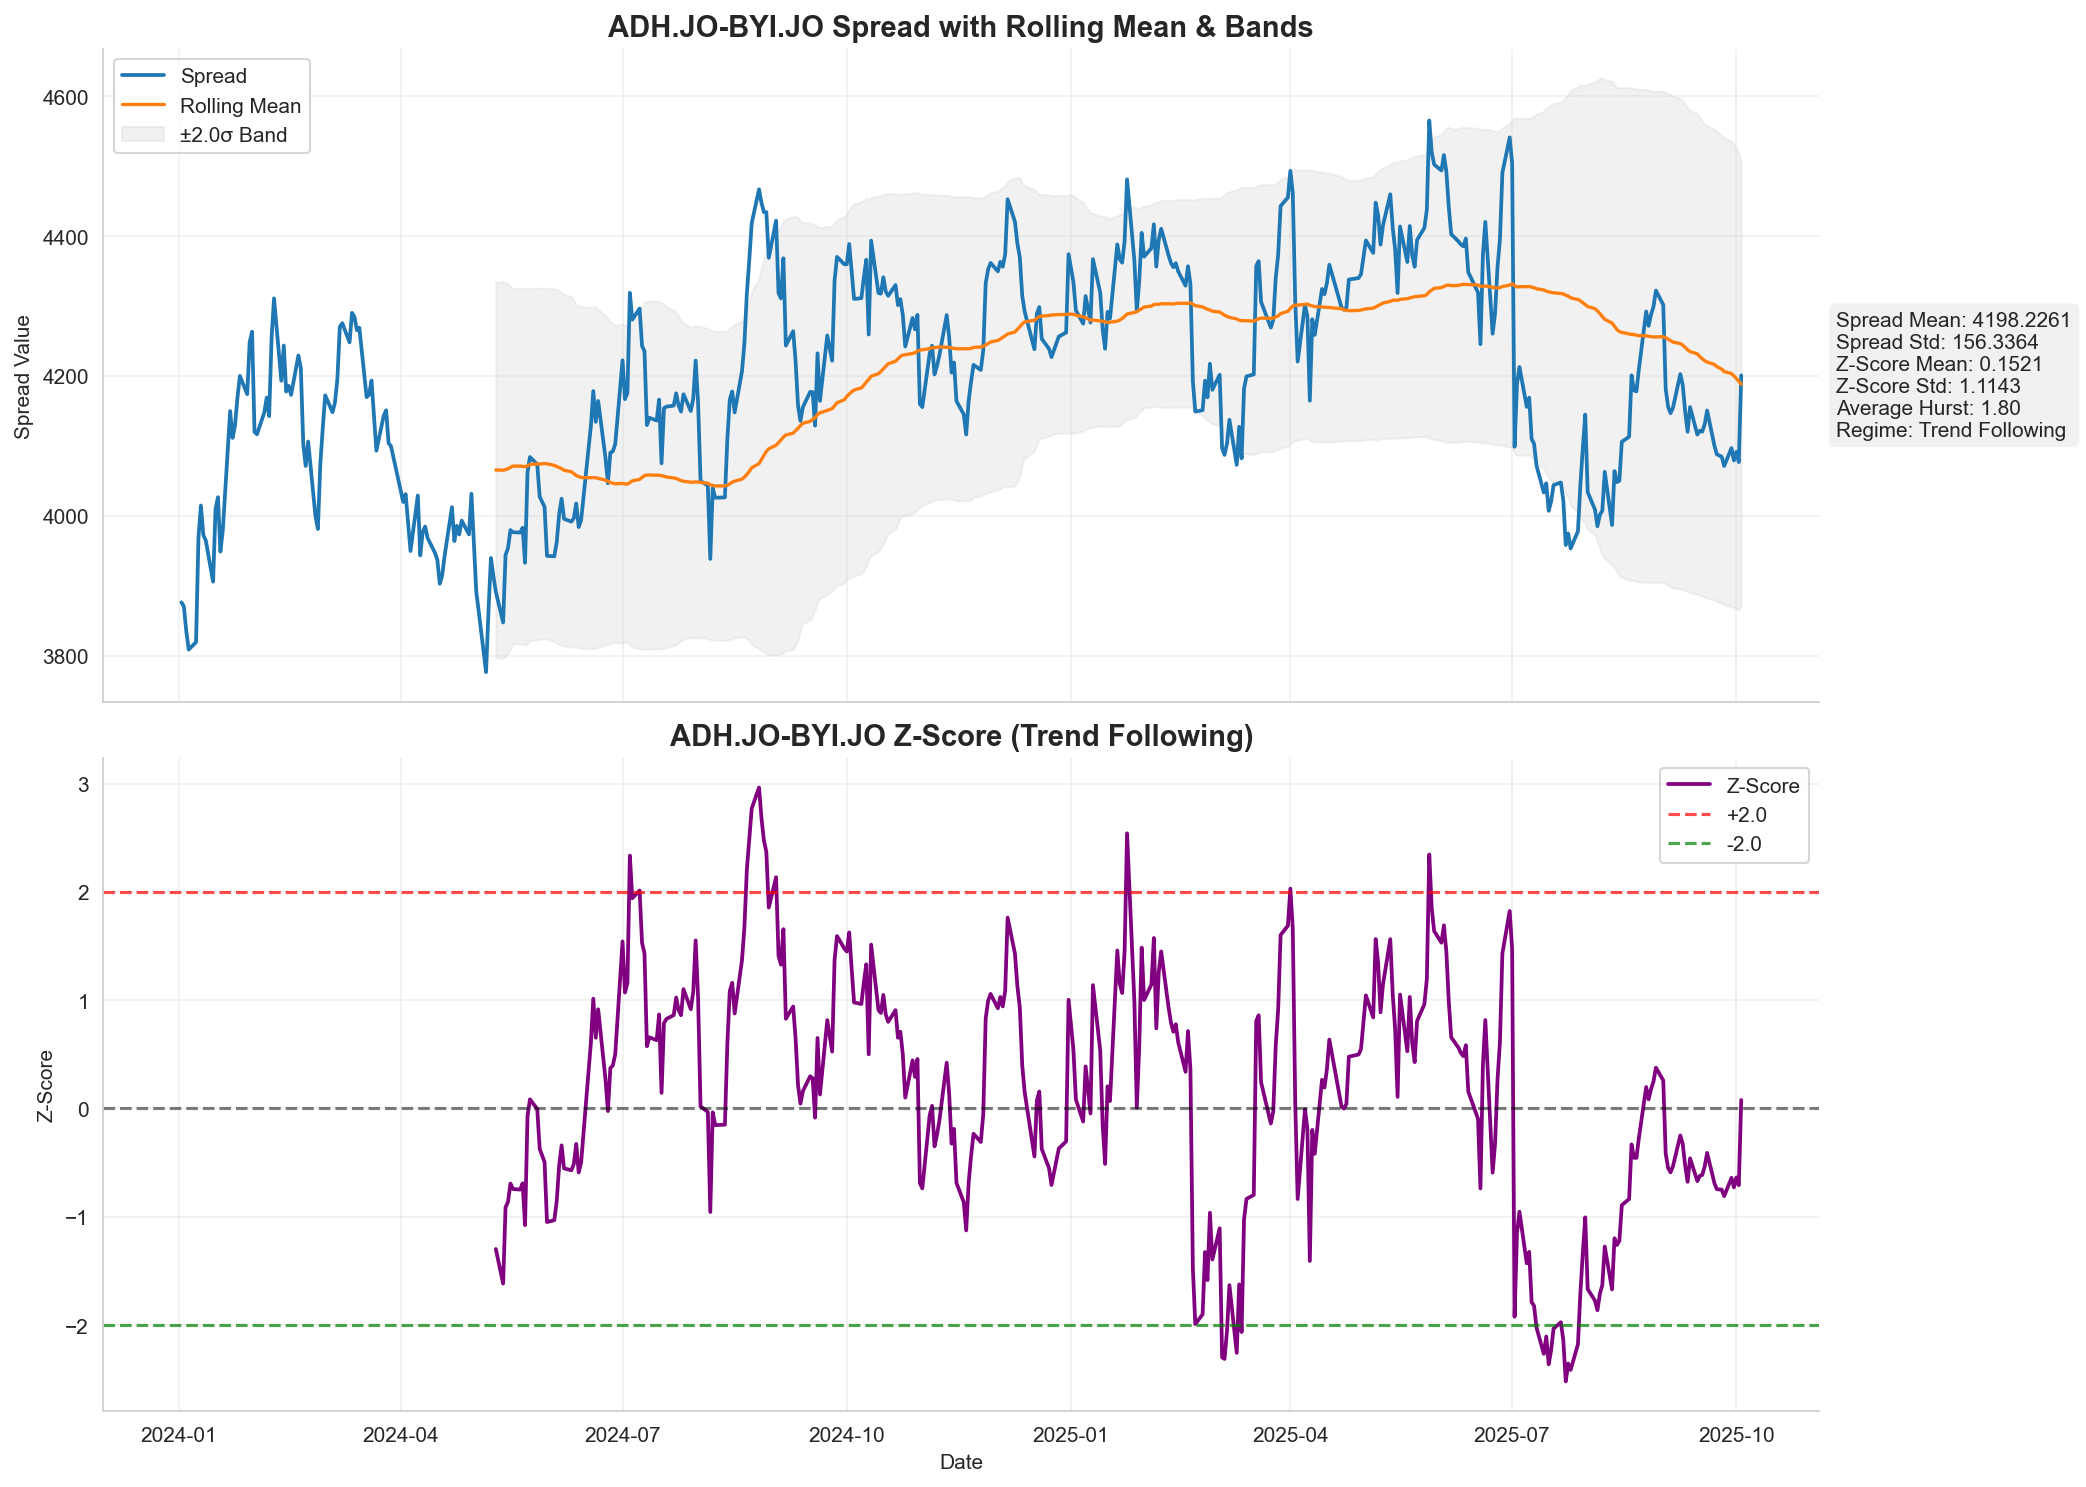 ADH.JO-BYI.JO Spread with Rolling Mean & Bands
Spread
Rolling Mean
±2.0σ Band
4600
4400
4200
4000
3800
Spread Value
Spread Mean: 4198.2261
Spread Std: 156.3364
Z-Score Mean: 0.1521
Z-Score Std: 1.1143
Average Hurst: 1.80
Regime: Trend Following
ADH.JO-BYI.JO Z-Score (Trend Following)
Z-Score
+2.0
-2.0
3
2
1
0
−1
−2
Z-Score
2024-01
2024-04
2024-07
2024-10
2025-01
2025-04
2025-07
2025-10
Date